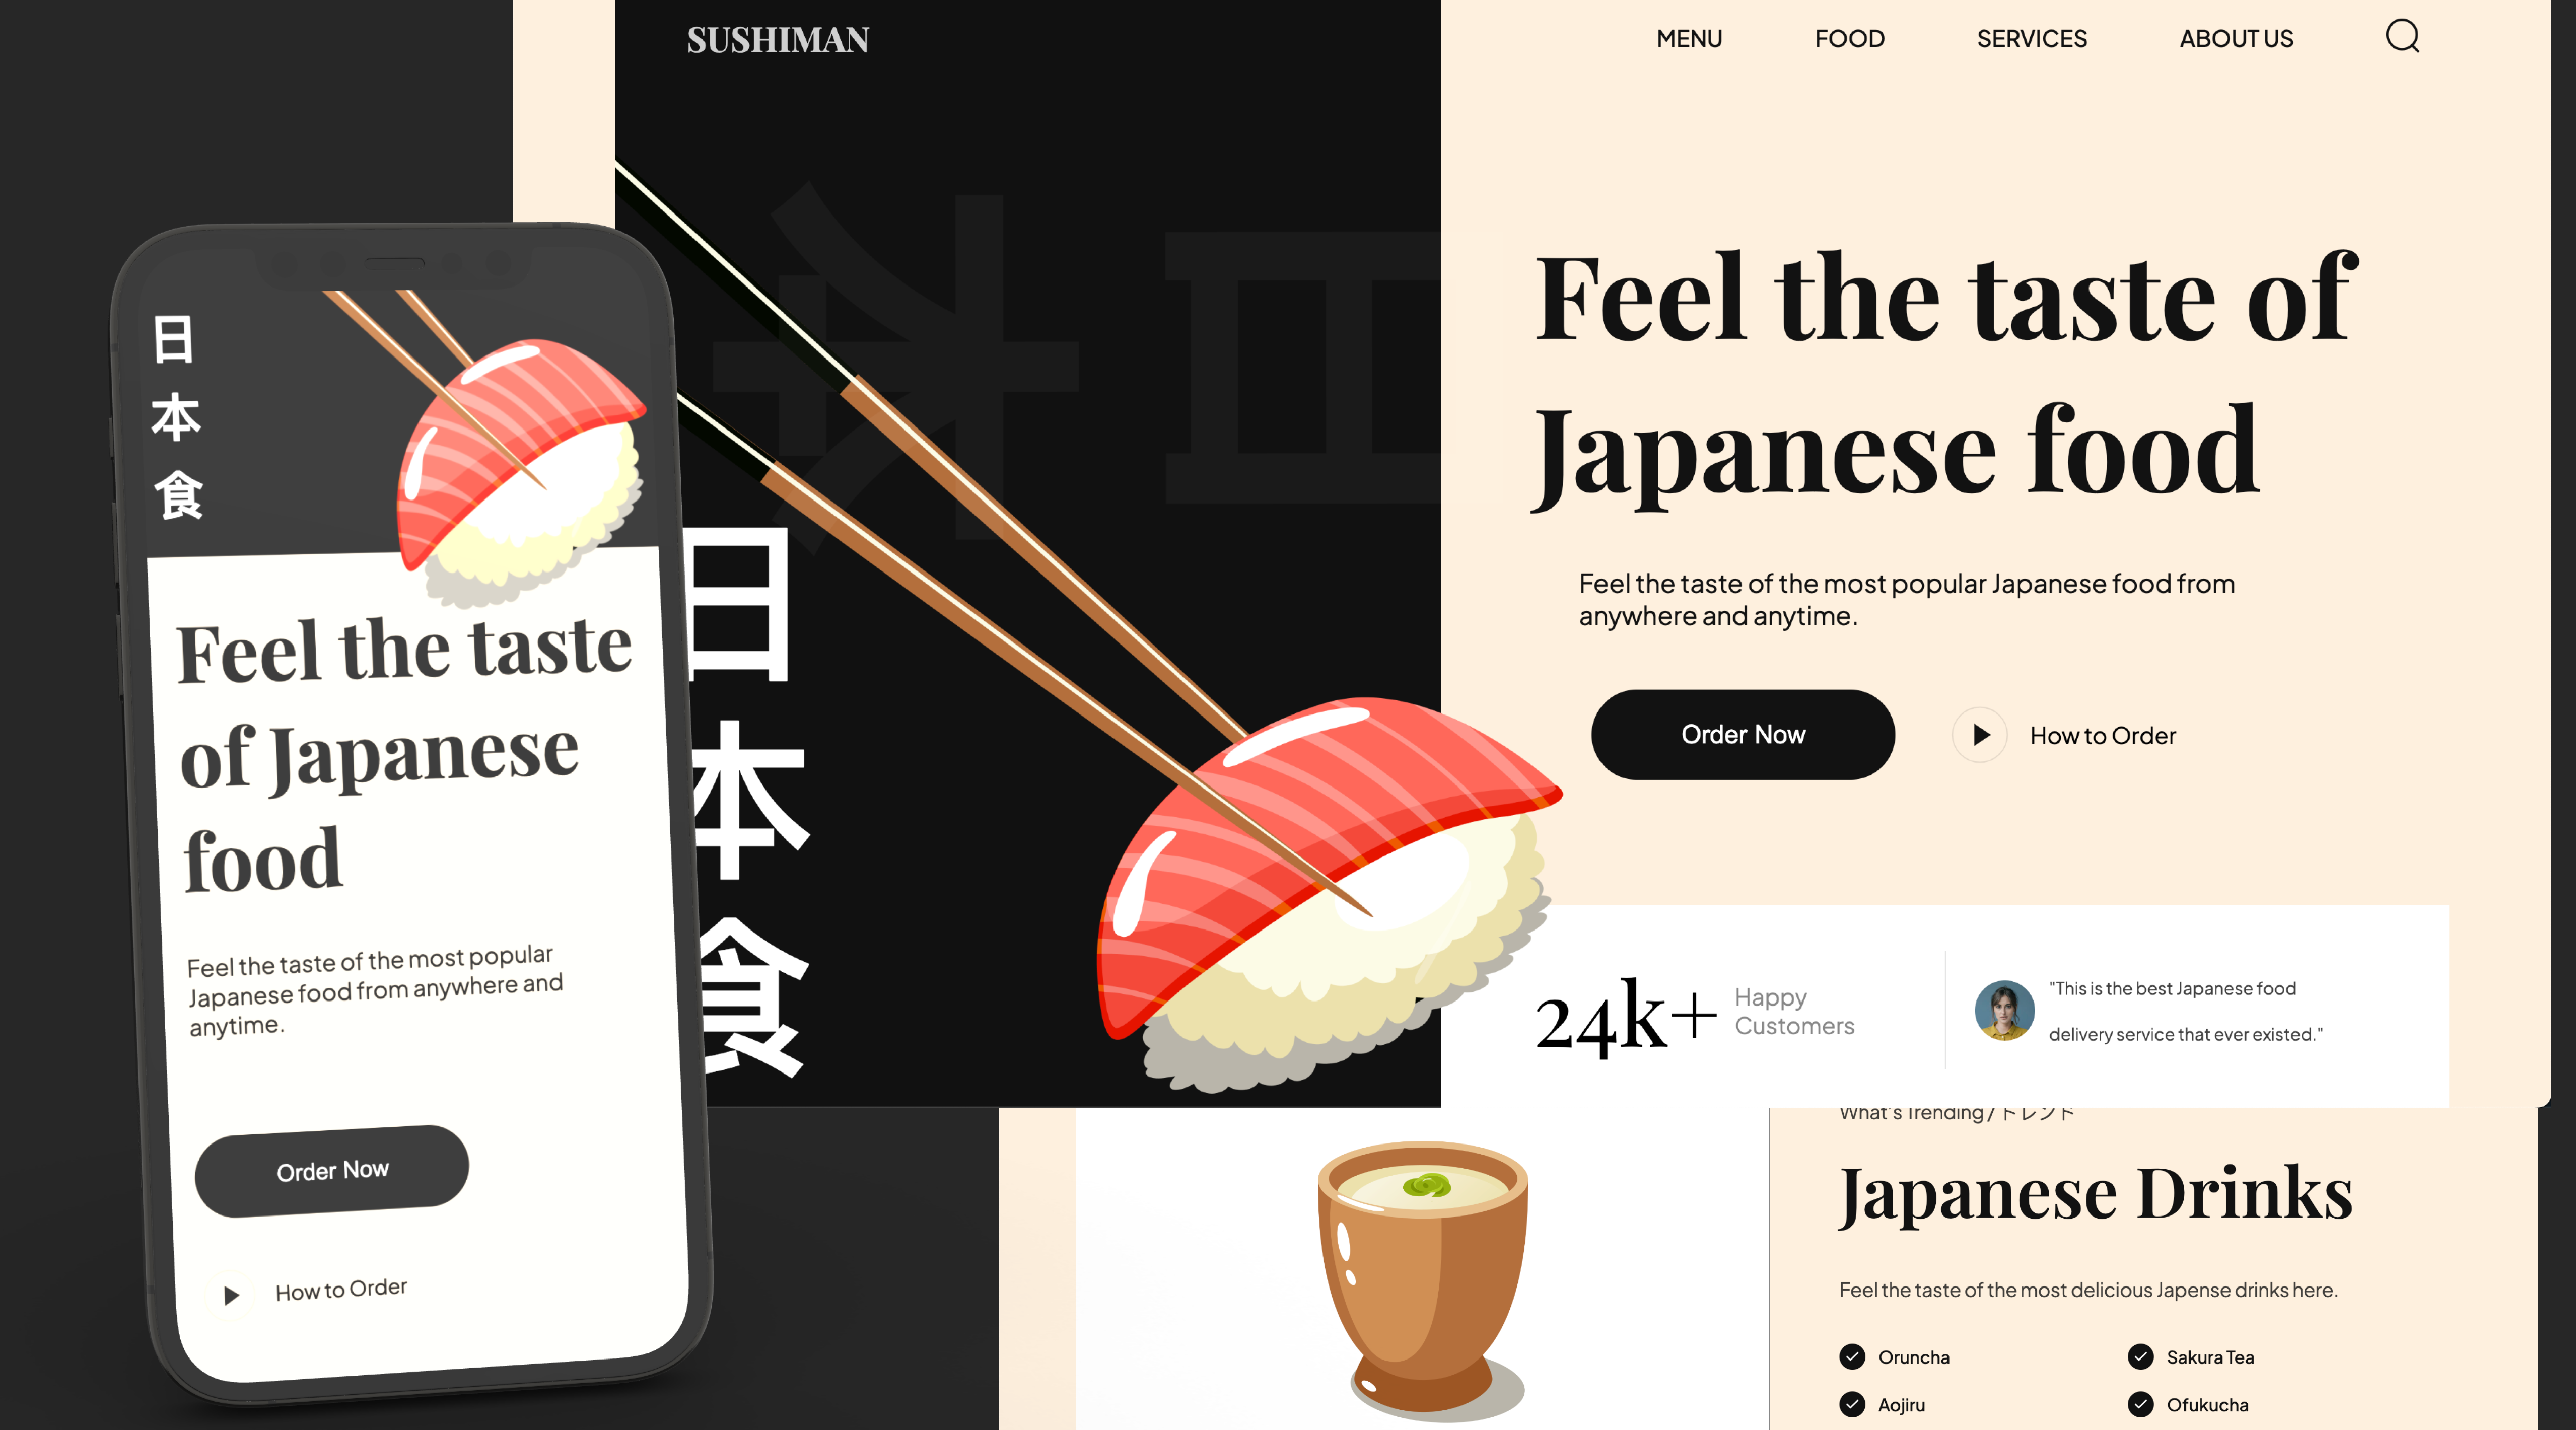 SUSHIMAN
MENU
FOOD
SERVICES
ABOUT US
日
本
食
Feel the taste
of Japanese
food
Feel the taste of the most popular
Japanese food from anywhere and
anytime.
Order Now
How to Order
日
本
食
Feel the taste of
Japanese food
Feel the taste of the most popular Japanese food from
anywhere and anytime.
Order Now
How to Order
24k+
Happy
Customers
"This is the best Japanese food
delivery service that ever existed."
What's Trending / トレンド
Japanese Drinks
Feel the taste of the most delicious Japense drinks here.
Oruncha
Sakura Tea
Aojiru
Ofukucha